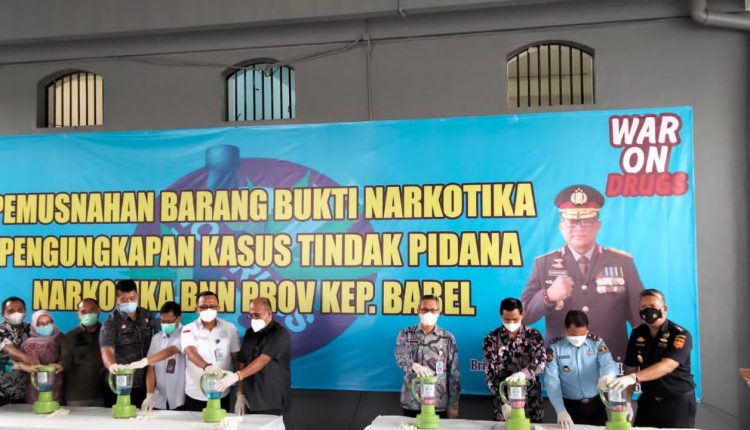 WAR
ON
DRUGS
PEMUSNAHAN BARANG BUKTI NARKOTIKA
PENGUNGKAPAN KASUS TINDAK PIDANA
NARKOTIKA BNN PROV KEP. BABEL